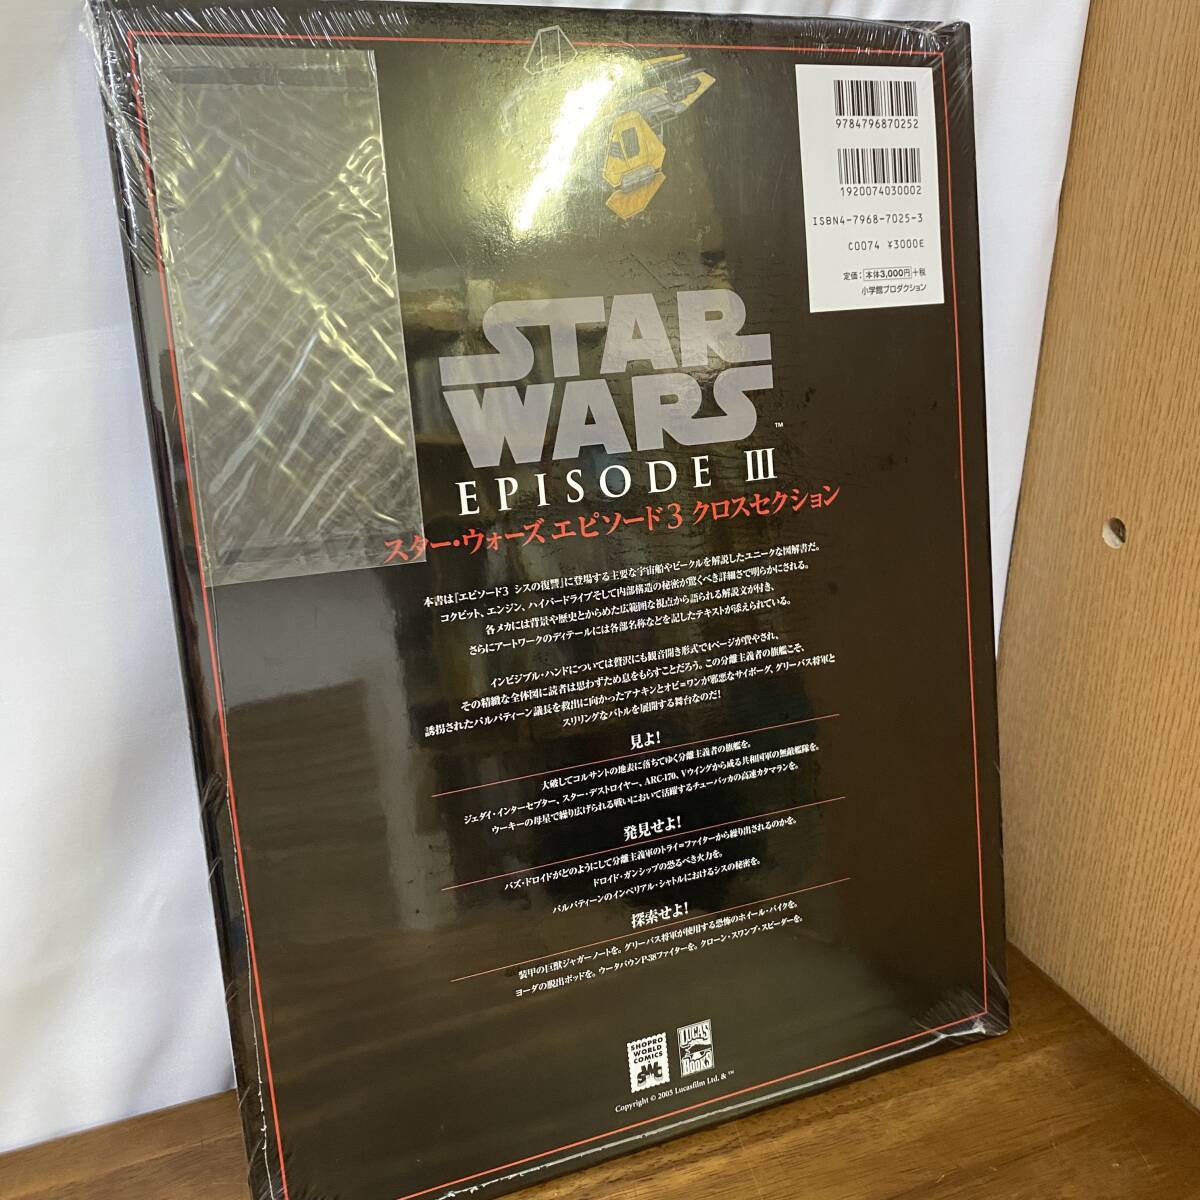 9784796870252
1920074030002
ISBN4-7968-7025-3
C0074 ¥3000E
定価:本体3,000円+税
小学館プロダクション
STAR
WARS™
EPISODE III
スター・ウォーズ エピソード3 クロスセクション
本書は『エピソード3 シスの復讐』に登場する主要な宇宙船やビークルを解説したユニークな図解書だ。
コクピット、エンジン、ハイパードライブそして内部構造の秘密が驚くべき詳細さで明らかにされる。
各メカには背景や歴史とからめた広範囲な視点から語られる解説文が付き、
さらにアートワークのディテールには各部名称などを記したテキストが添えられている。
インビジブル・ハンドについては贅沢にも観音開き形式で4ページが費やされ、
その精緻な全体図に読者は思わずため息をもらすことだろう。この分離主義者の旗艦こそ、
誘拐されたパルパティーン議長を救出に向かったアナキンとオビ=ワンが邪悪なサイボーグ、グリーバス将軍と
スリリングなバトルを展開する舞台なのだ!
見よ!
大破してコルサントの地表に落ちてゆく分離主義者の旗艦を。
ジェダイ・インターセプター、スター・デストロイヤー、ARC-170、Vウイングから成る共和国軍の無敵艦隊を。
ウーキーの母星で繰り広げられる戦いにおいて活躍するチューバッカの高速カタマランを。
発見せよ!
バズ・ドロイドがどのようにして分離主義軍のトライ=ファイターから繰り出されるのかを。
ドロイド・ガンシップの恐るべき火力を。
パルパティーンのインペリアル・シャトルにおけるシスの秘密を。
探索せよ!
装甲の巨獣ジャガーノートを。グリーバス将軍が使用する恐怖のホイール・バイクを。
ヨーダの脱出ポッドを。ウータパウンP-38ファイターを。クローン・スワンプ・スピーダーを。
SHOPRO
WORLD
COMICS
SWC
LUCAS
BOOKS
Copyright © 2005 Lucasfilm Ltd. & ™